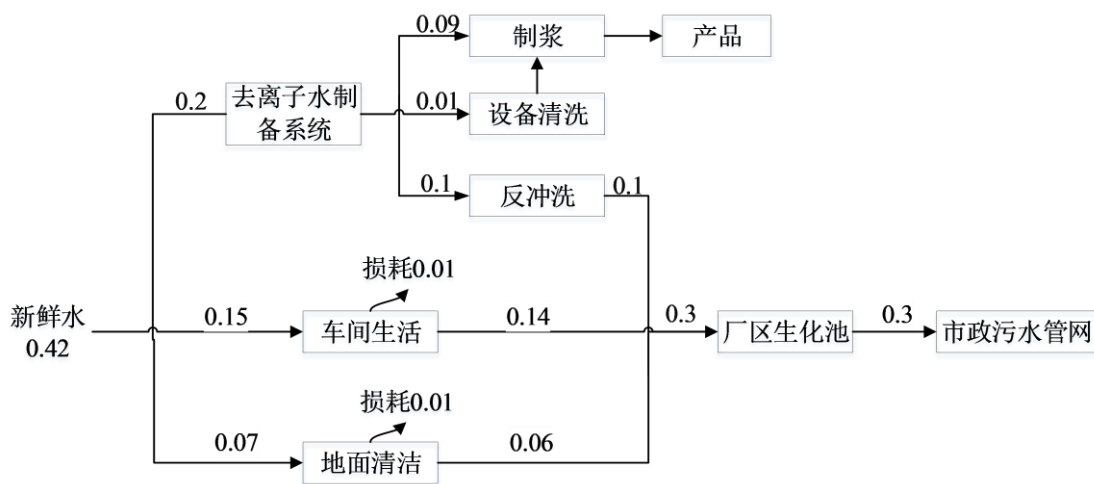 0.09
制浆
产品
0.2
去离子水制
备系统
0.01
设备清洗
0.1
反冲洗
0.1
损耗0.01
新鲜水
0.42
0.15
车间生活
0.14
0.3
厂区生化池
0.3
市政污水管网
损耗0.01
0.07
地面清洁
0.06